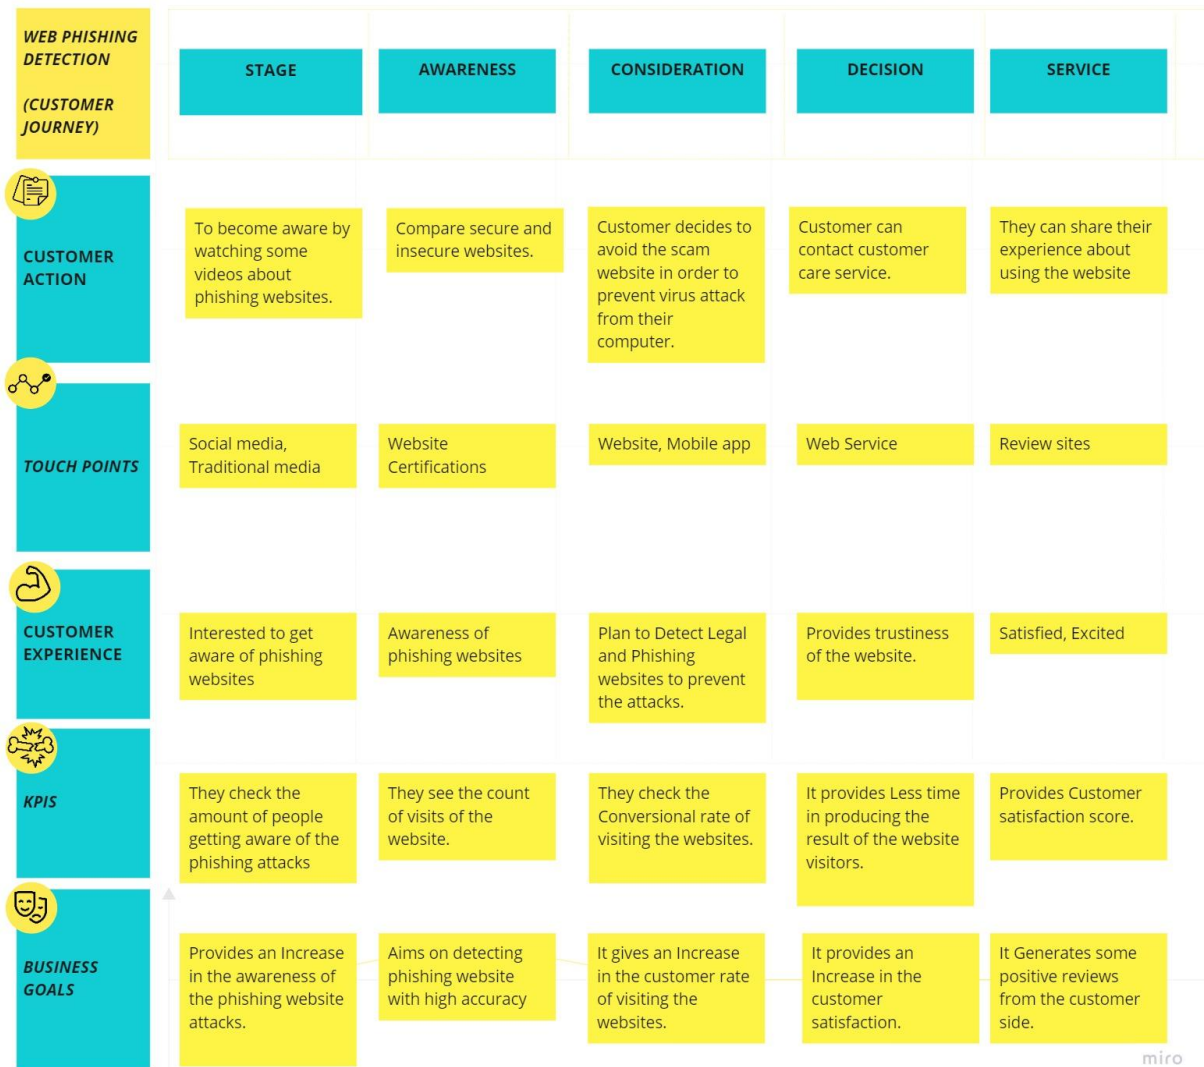 WEB PHISHING
DETECTION
(CUSTOMER
JOURNEY)
STAGE
AWARENESS
CONSIDERATION
DECISION
SERVICE
CUSTOMER
ACTION
To become aware by
watching some
videos about
phishing websites.
Compare secure and
insecure websites.
Customer decides to
avoid the scam
website in order to
prevent virus attack
from their
computer.
Customer can
contact customer
care service.
They can share their
experience about
using the website
TOUCH POINTS
Social media,
Traditional media
Website
Certifications
Website, Mobile app
Web Service
Review sites
CUSTOMER
EXPERIENCE
Interested to get
aware of phishing
websites
Awareness of
phishing websites
Plan to Detect Legal
and Phishing
websites to prevent
the attacks.
Provides trustiness
of the website.
Satisfied, Excited
KPIS
They check the
amount of people
getting aware of the
phishing attacks
They see the count
of visits of the
website.
They check the
Conversional rate of
visiting the websites.
It provides Less time
in producing the
result of the website
visitors.
Provides Customer
satisfaction score.
BUSINESS
GOALS
Provides an Increase
in the awareness of
the phishing website
attacks.
Aims on detecting
phishing website
with high accuracy
It gives an Increase
in the customer rate
of visiting the
websites.
It provides an
Increase in the
customer
satisfaction.
It Generates some
positive reviews
from the customer
side.
miro